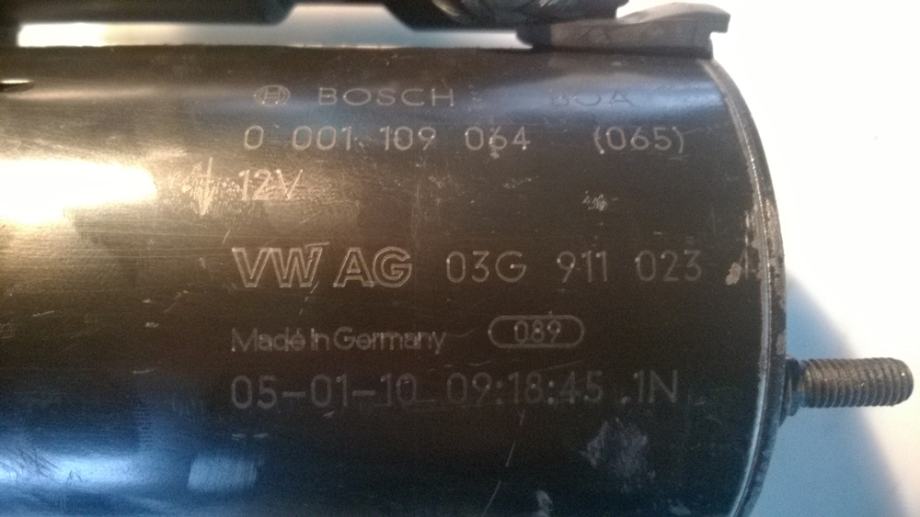 BOSCH
0 001 109 064 (065)
12V
VW AG 03G 911 023
Made in Germany 089
05-01-10 09:18:45 1N